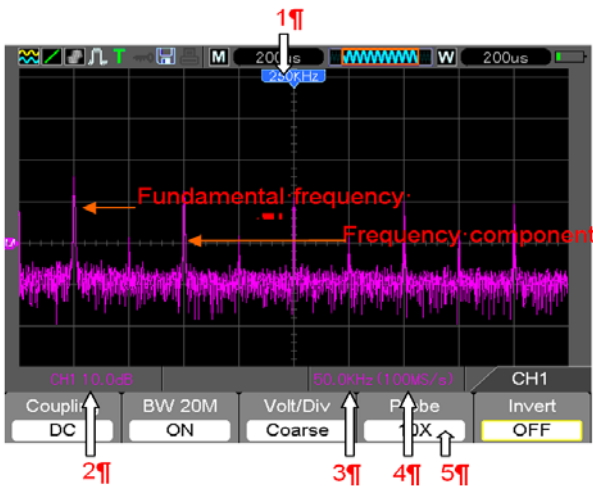 1¶
T M 200us W 200us
250KHz
Fundamental·frequency·
Frequency·component
CH1 10.0dB 50.0KHz(100MS/s) CH1
Coupling BW 20M Volt/Div Probe Invert
DC ON Coarse 10X OFF
2¶ 3¶ 4¶ 5¶